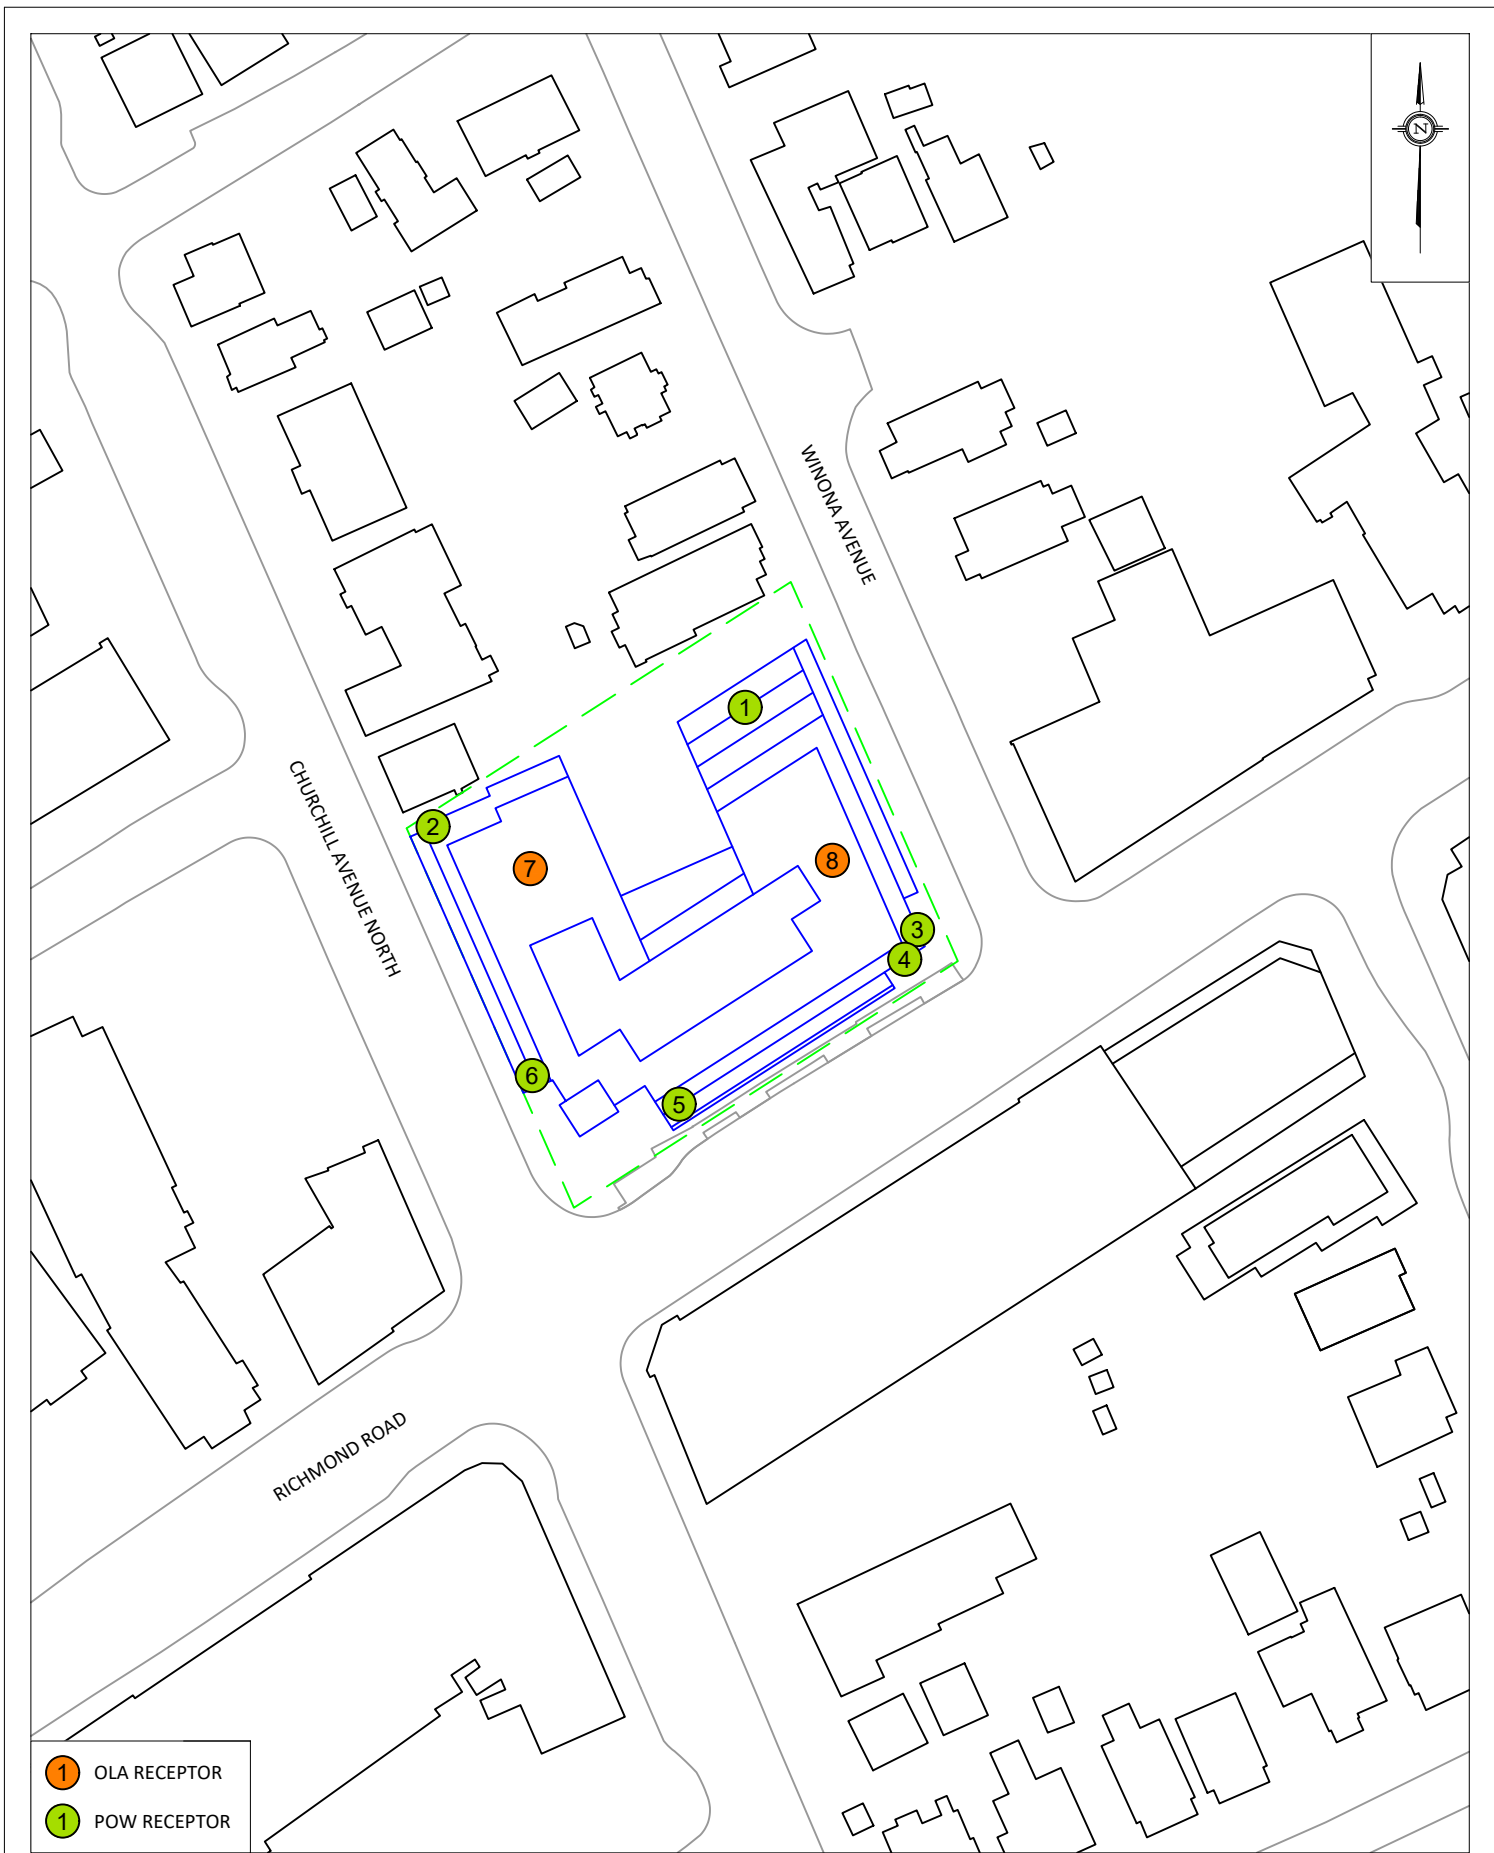 N
WINONA AVENUE
1
CHURCHILL AVENUE NORTH
2
7
8
3
4
6
5
RICHMOND ROAD
1 OLA RECEPTOR
1 POW RECEPTOR